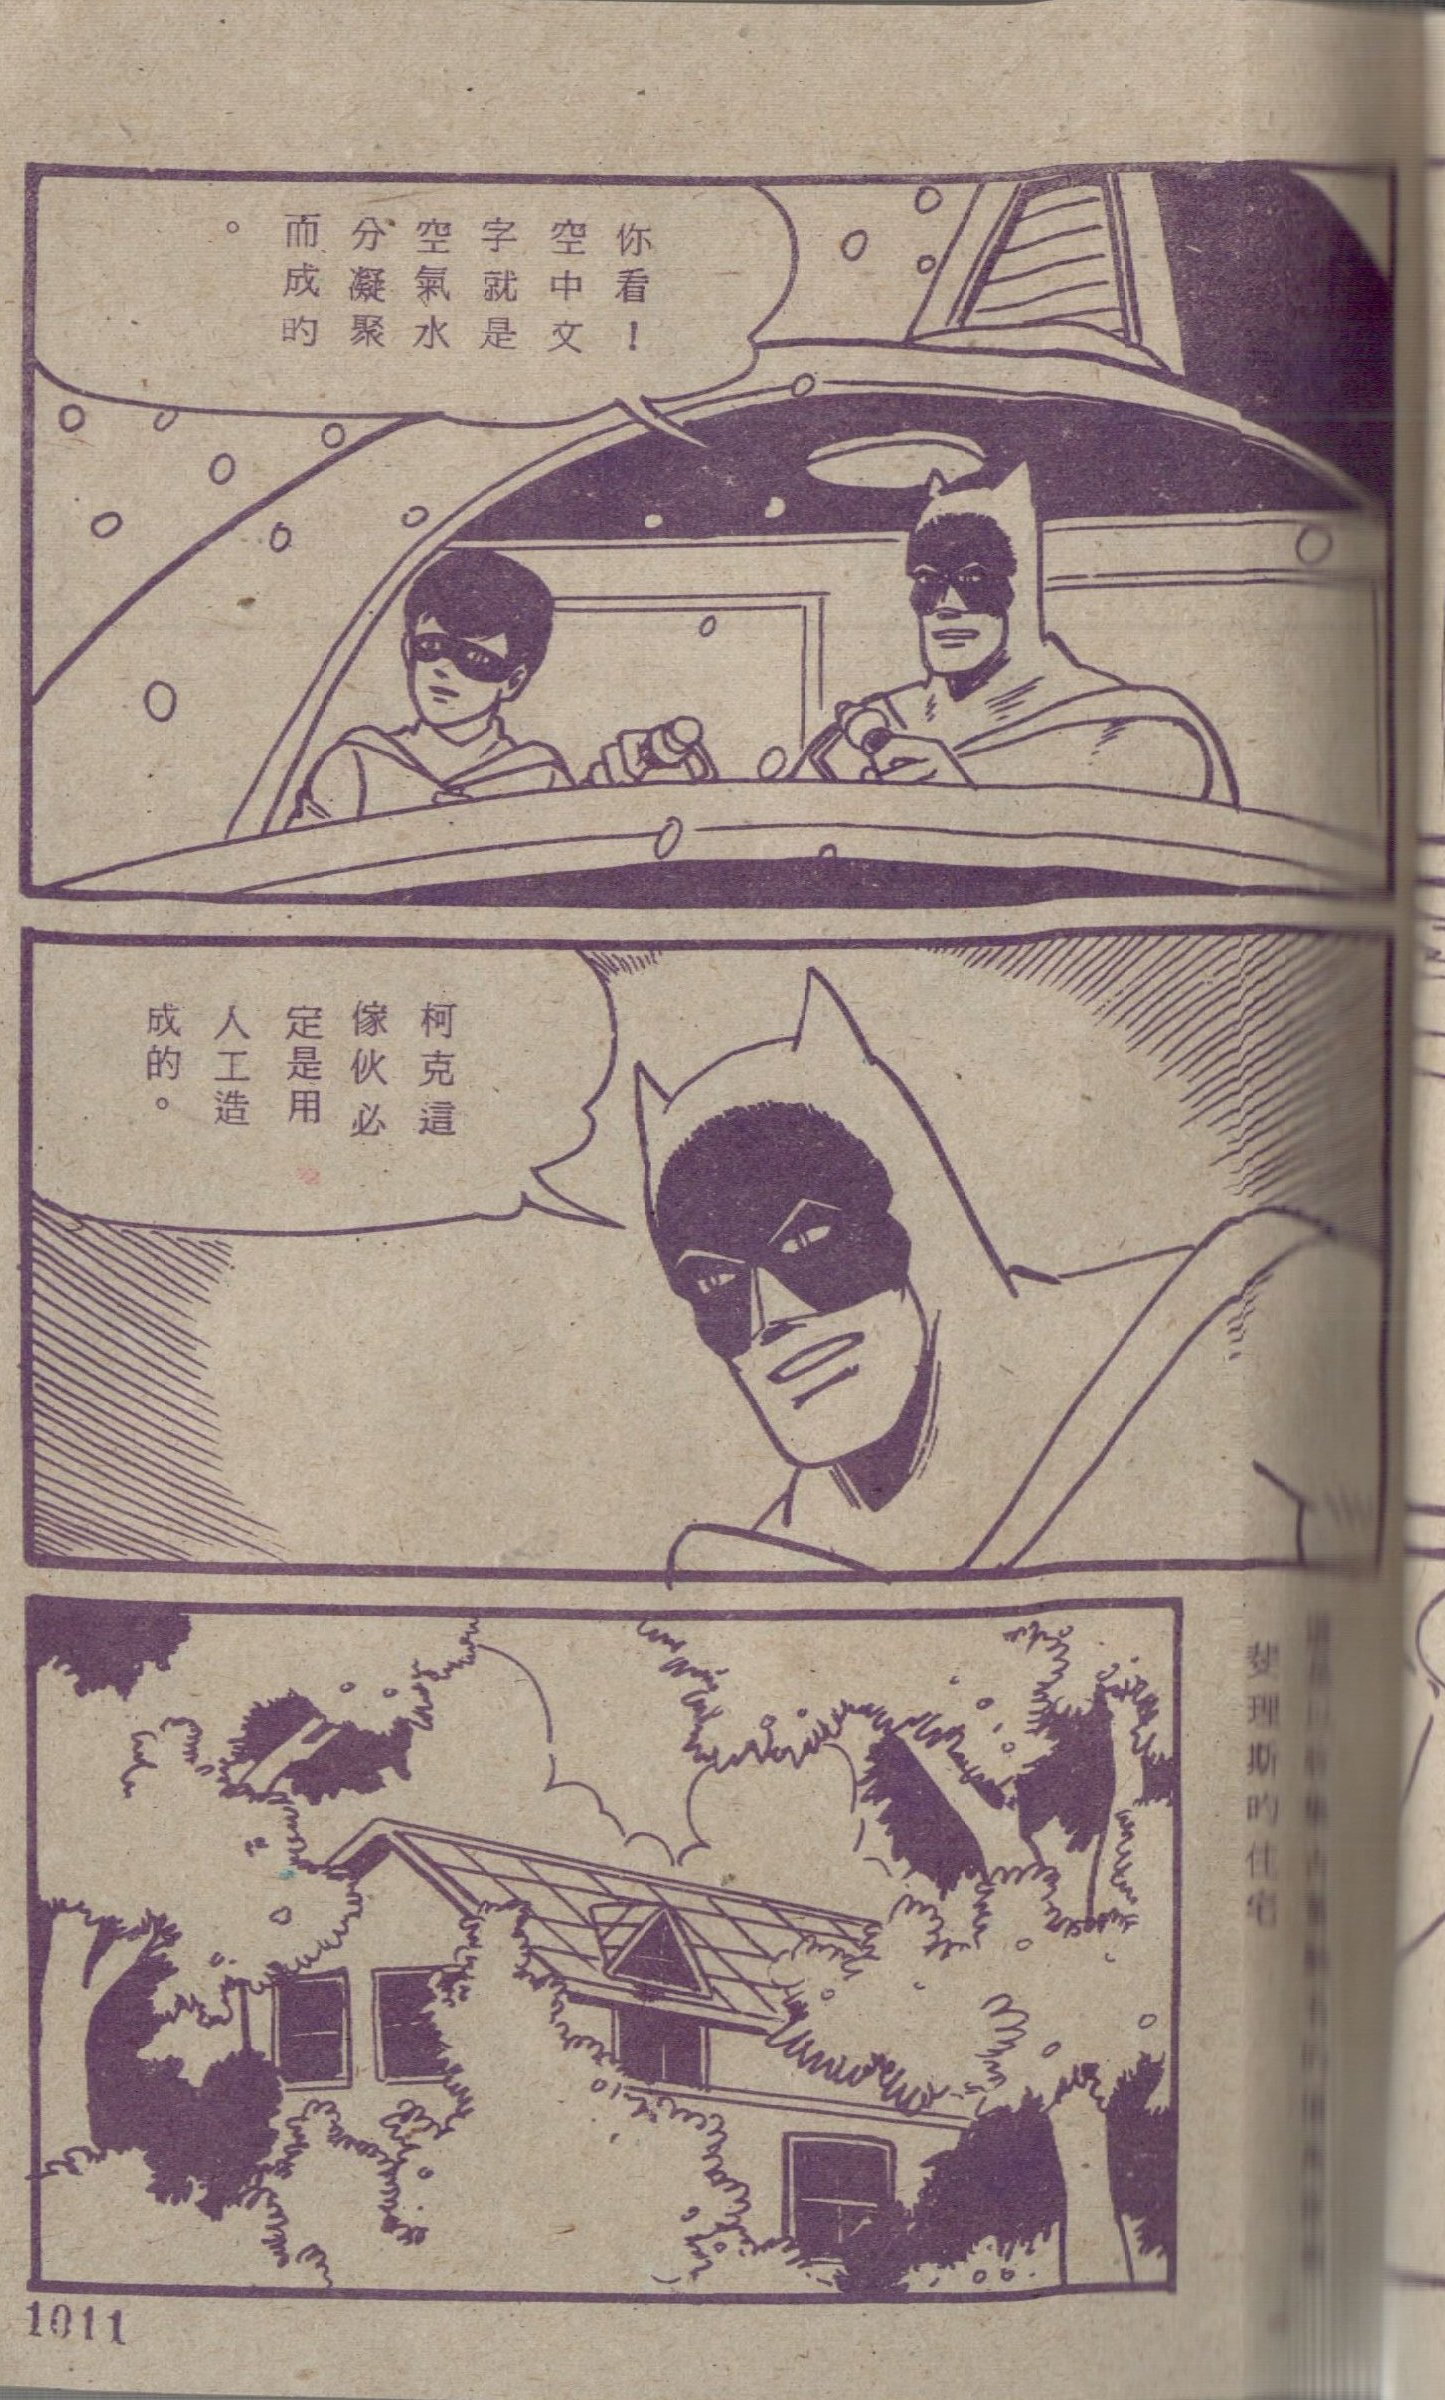 你看！
空中文
字就是
空氣水
分凝聚
而成的
。
柯克這
傢伙必
定是用
人工造
成的。
理斯的住宅
1011